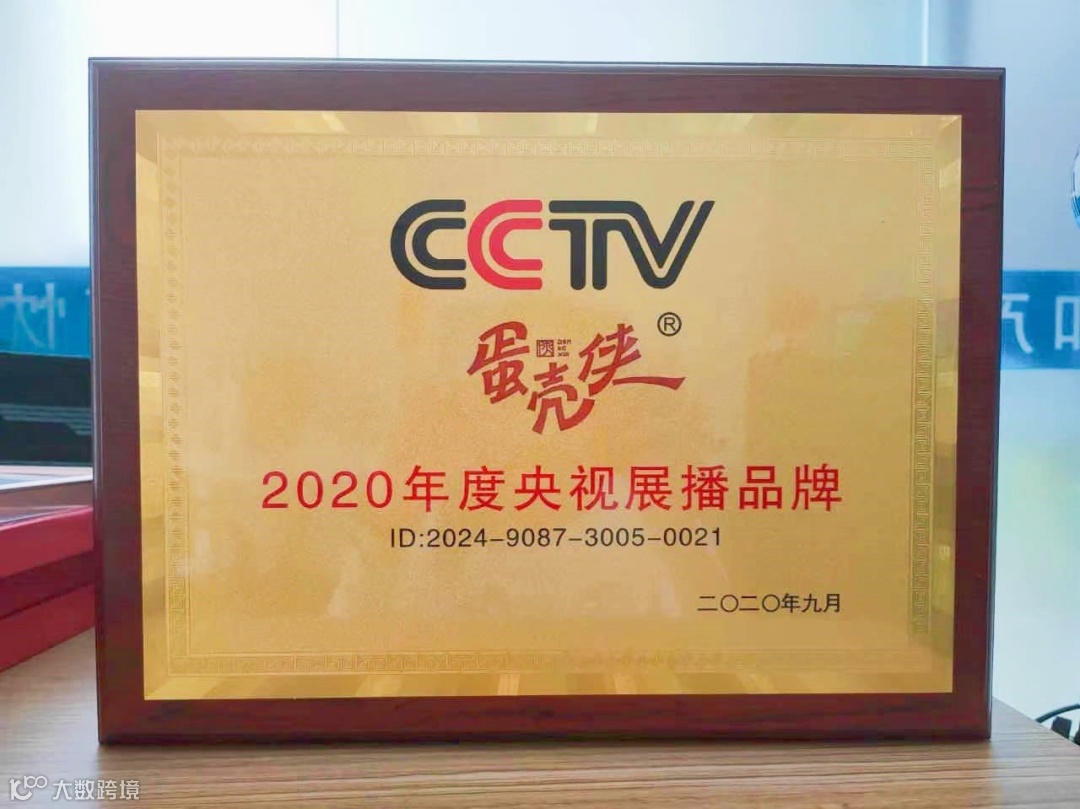 CCTV
蛋壳侠®
2020年度央视展播品牌
ID:2024-9087-3005-0021
二〇二〇年九月
大数跨境